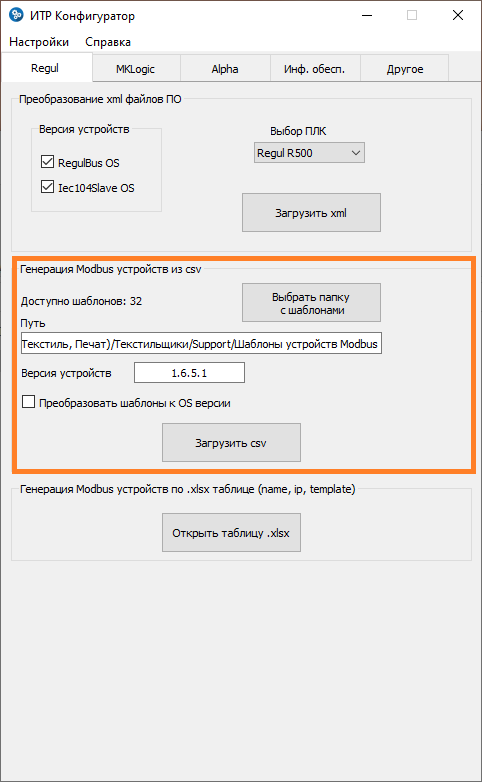 ИТР Конфигуратор
Настройки Справка
Regul MKLogic Alpha Инф. обесп. Другое
Преобразование xml файлов ПО
Версия устройств
Выбор ПЛК
RegulBus OS
Regul R500
Iec104Slave OS
Загрузить xml
Генерация Modbus устройств из csv
Доступно шаблонов: 32
Выбрать папку
с шаблонами
Путь
Текстиль, Печат)/Текстильщики/Support/Шаблоны устройств Modbus
Версия устройств 1.6.5.1
Преобразовать шаблоны к OS версии
Загрузить csv
Генерация Modbus устройств по .xlsx таблице (name, ip, template)
Открыть таблицу .xlsx